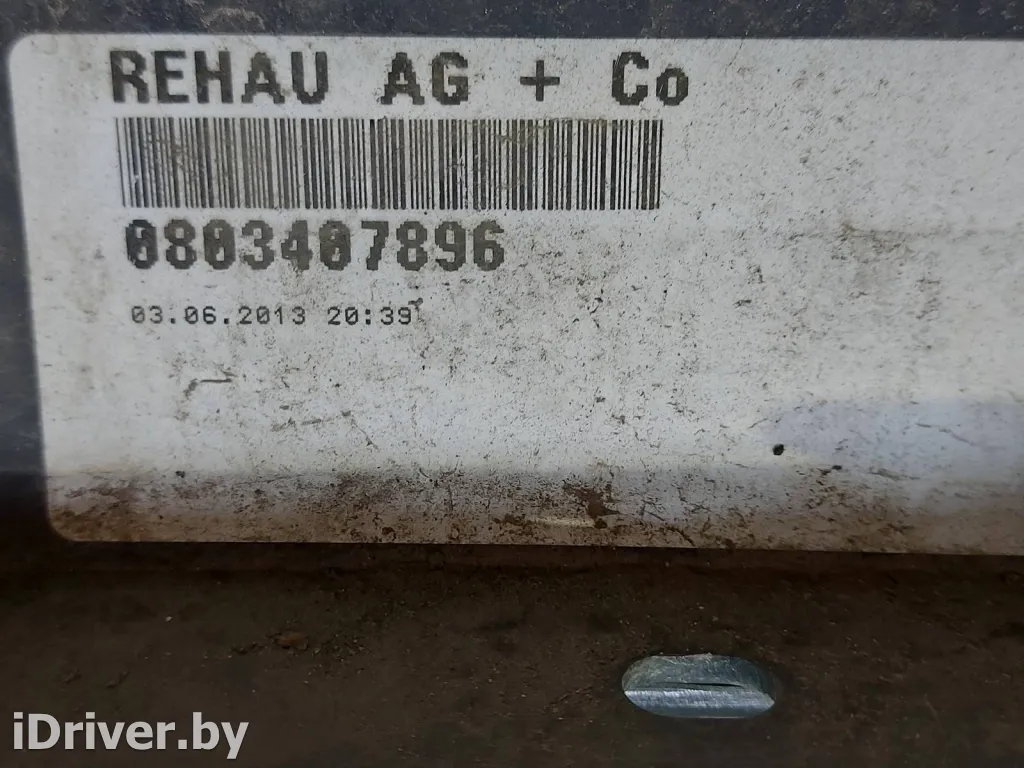 REHAU AG + Co
0803407896
03.06.2013 20:39
iDriver.by